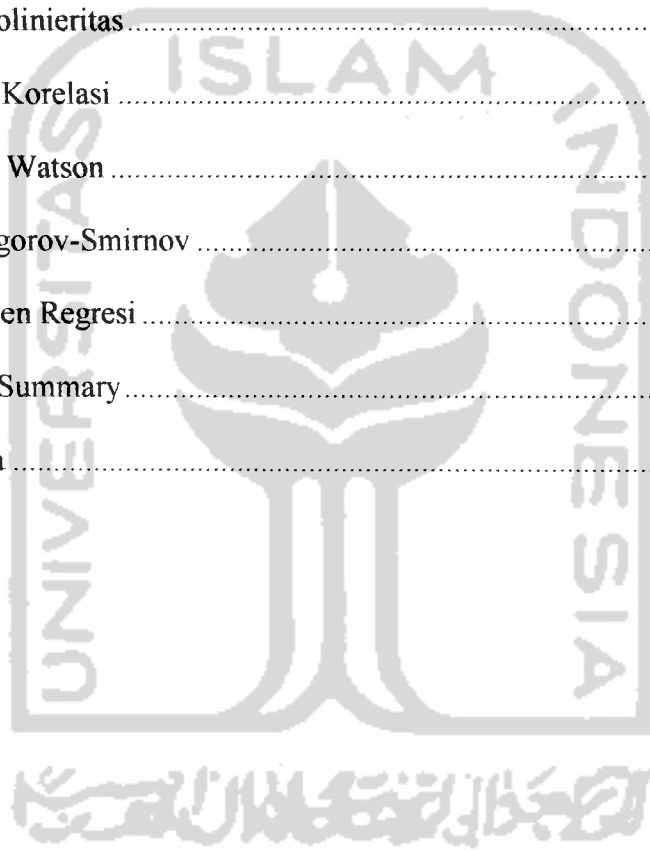 olinieritas
ISLAM
Korelasi
Watson
gorov-Smirnov
en Regresi
Summary
a
UNIVERSITAS
INDONESIA